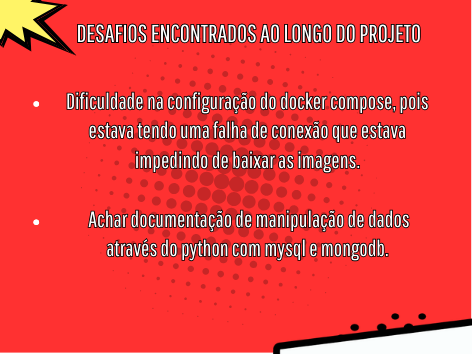 DESAFIOS ENCONTRADOS AO LONGO DO PROJETO
• Dificuldade na configuração do docker compose, pois
estava tendo uma falha de conexão que estava
impedindo de baixar as imagens.
• Achar documentação de manipulação de dados
através do python com mysql e mongodb.